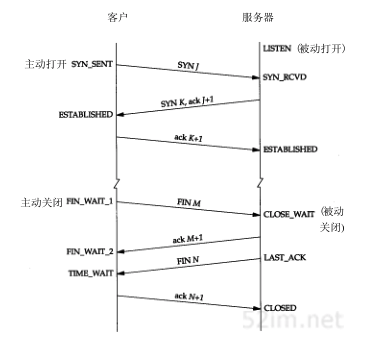 客户 服务器
LISTEN (被动打开)
主动打开 SYN_SENT
SYN J
SYN_RCVD
SYN K, ack J+1
ESTABLISHED
ack K+1
ESTABLISHED
主动关闭 FIN_WAIT_1
FIN M
CLOSE_WAIT (被动
关闭)
ack M+1
FIN_WAIT_2
FIN N
LAST_ACK
TIME_WAIT
ack N+1
CLOSED
52im.net